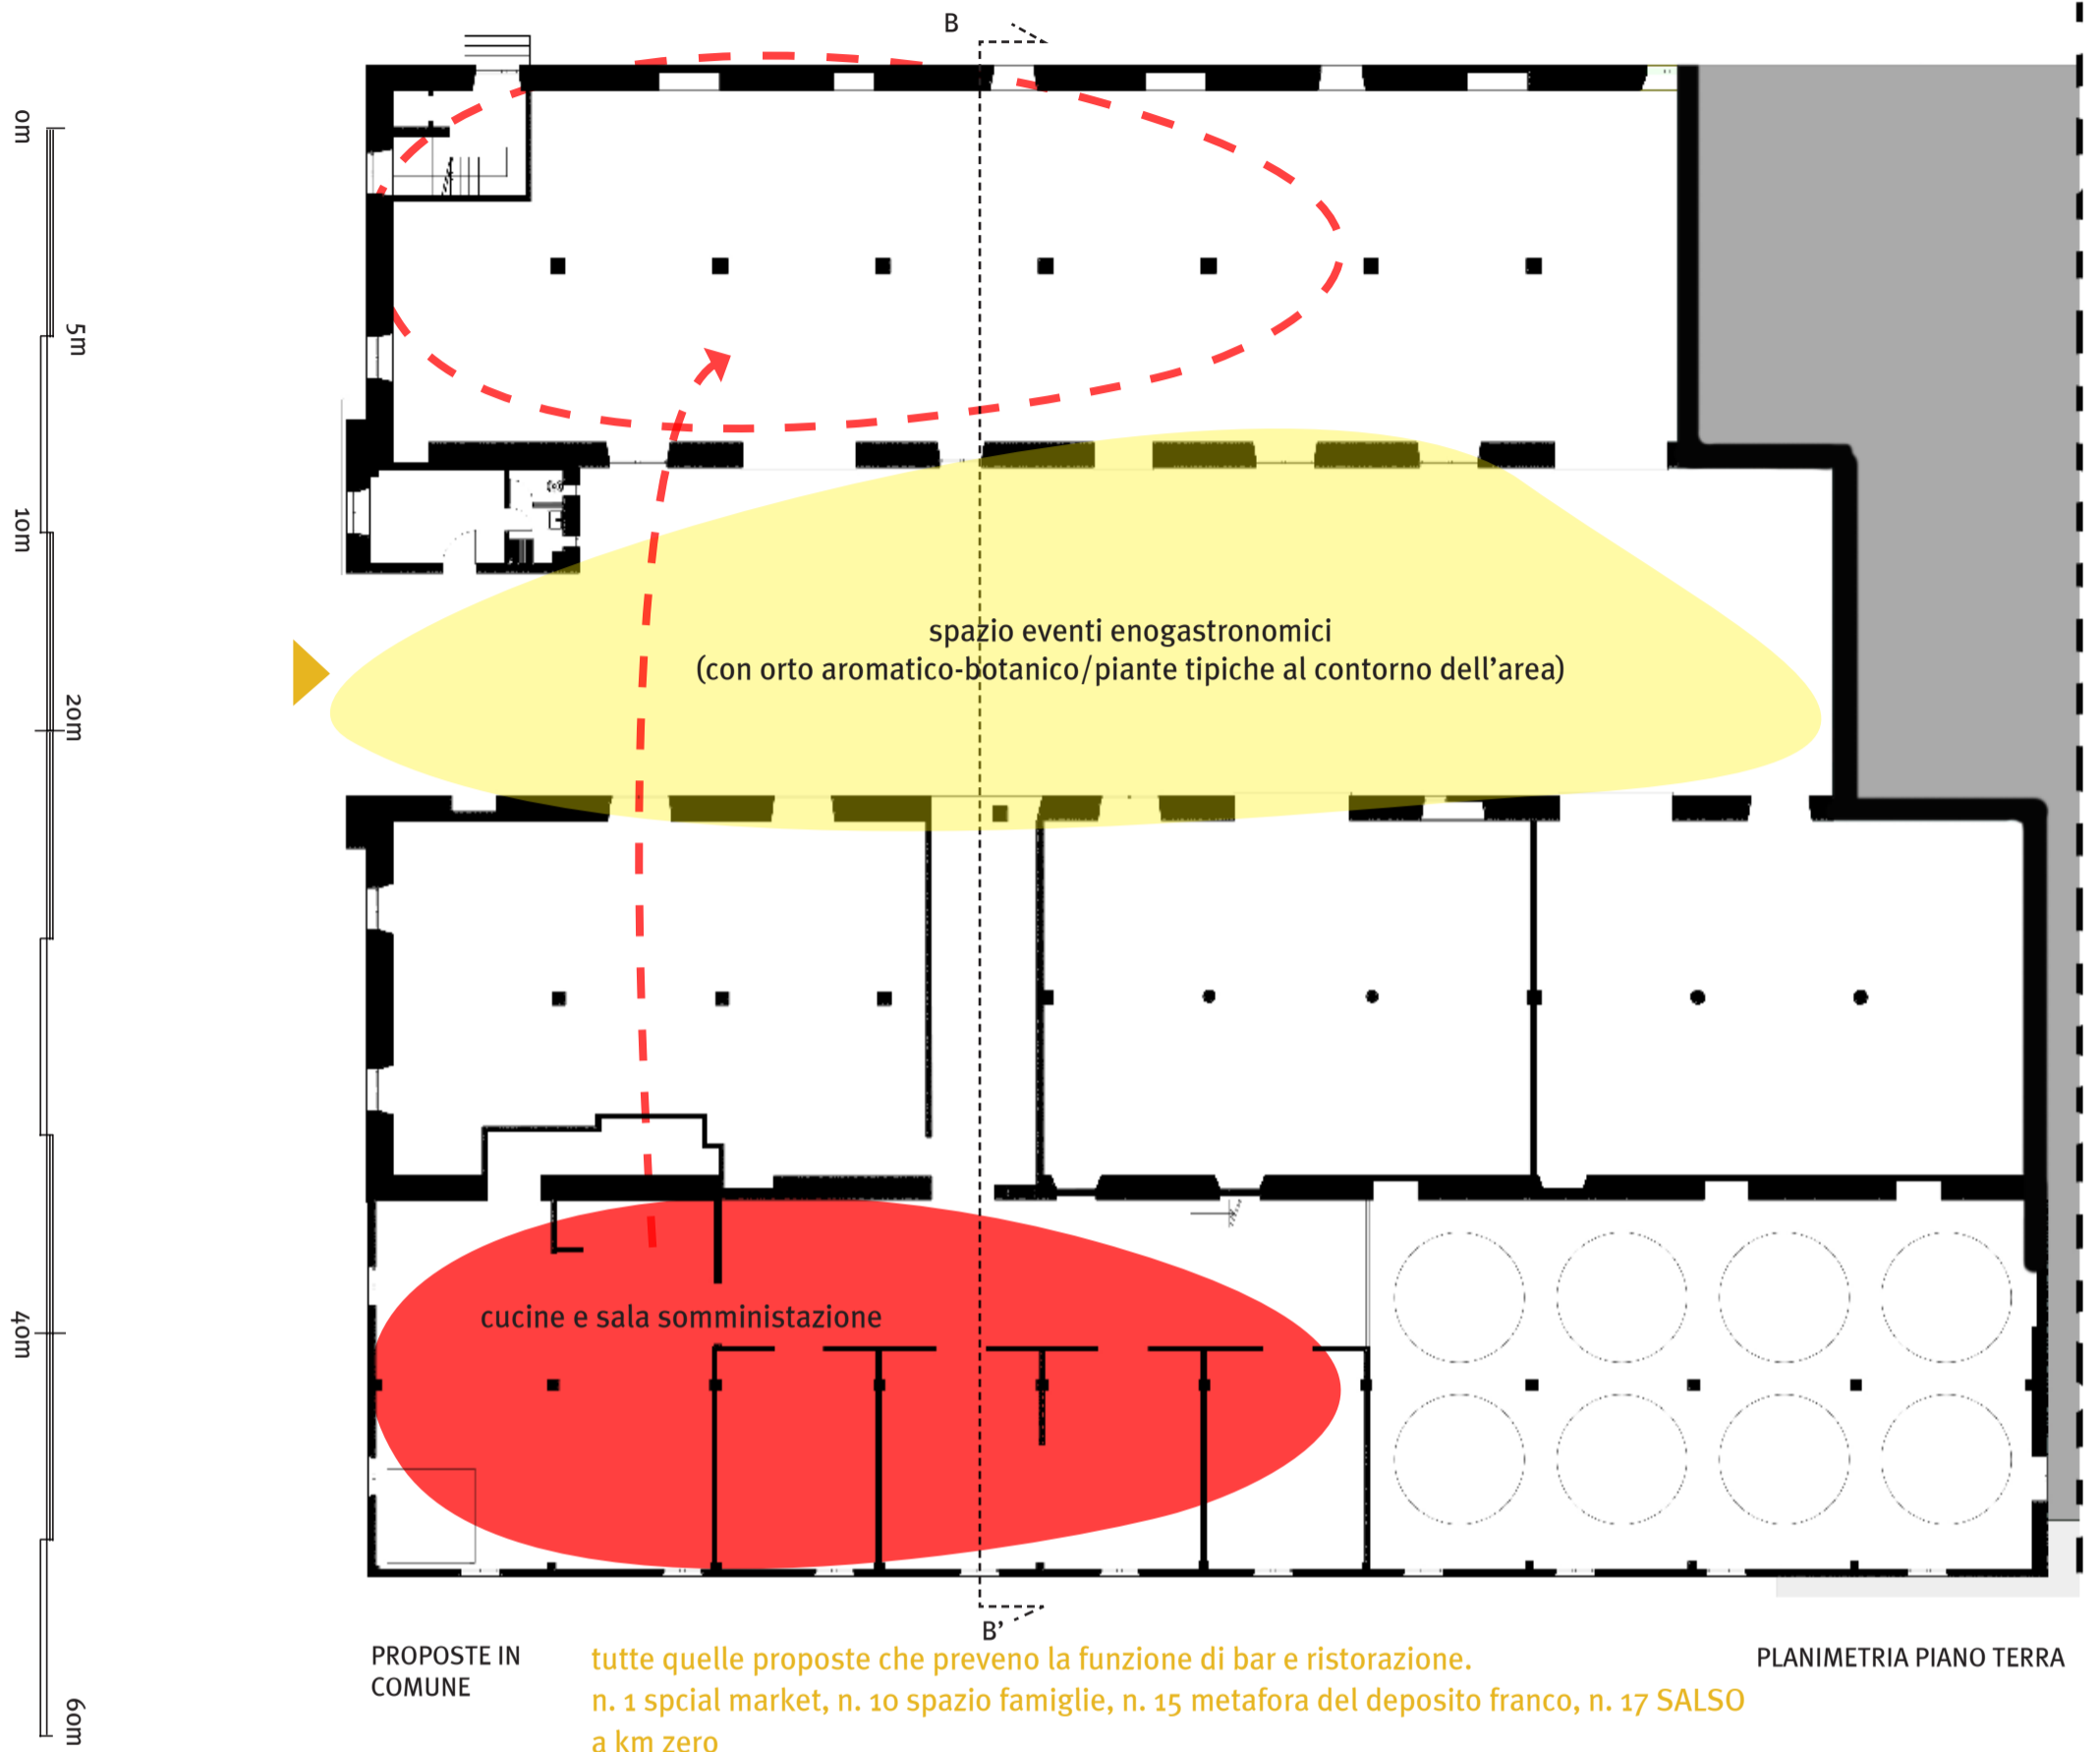 B
0m
5m
10m
20m
40m
60m
spazio eventi enogastronomici
(con orto aromatico-botanico/piante tipiche al contorno dell'area)
cucine e sala somministazione
B'
PROPOSTE IN
COMUNE
tutte quelle proposte che preveno la funzione di bar e ristorazione.
n. 1 spcial market, n. 10 spazio famiglie, n. 15 metafora del deposito franco, n. 17 SALSO
a km zero
PLANIMETRIA PIANO TERRA